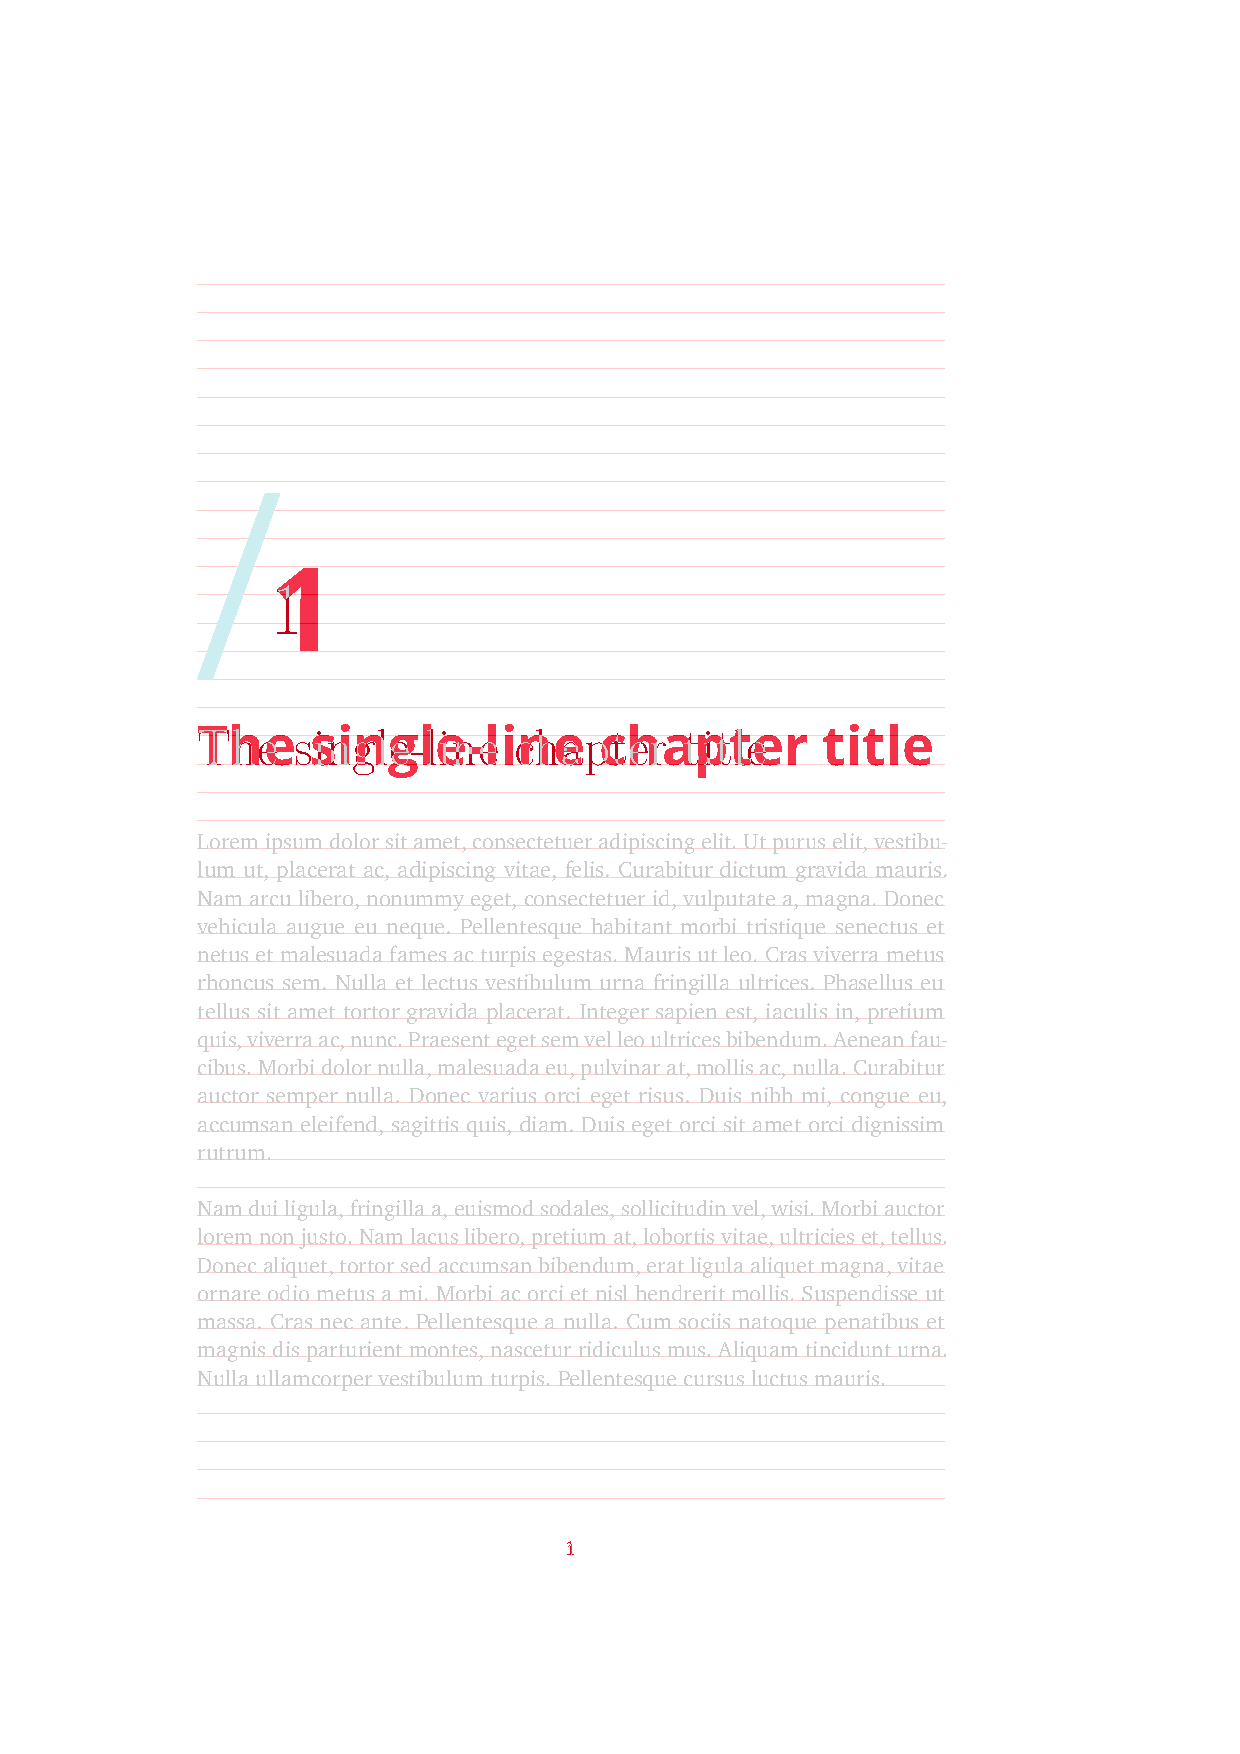 /
1
The single-line chapter title
Lorem ipsum dolor sit amet, consectetuer adipiscing elit. Ut purus elit, vestibu-
lum ut, placerat ac, adipiscing vitae, felis. Curabitur dictum gravida mauris.
Nam arcu libero, nonummy eget, consectetuer id, vulputate a, magna. Donec
vehicula augue eu neque. Pellentesque habitant morbi tristique senectus et
netus et malesuada fames ac turpis egestas. Mauris ut leo. Cras viverra metus
rhoncus sem. Nulla et lectus vestibulum urna fringilla ultrices. Phasellus eu
tellus sit amet tortor gravida placerat. Integer sapien est, iaculis in, pretium
quis, viverra ac, nunc. Praesent eget sem vel leo ultrices bibendum. Aenean fau-
cibus. Morbi dolor nulla, malesuada eu, pulvinar at, mollis ac, nulla. Curabitur
auctor semper nulla. Donec varius orci eget risus. Duis nibh mi, congue eu,
accumsan eleifend, sagittis quis, diam. Duis eget orci sit amet orci dignissim
rutrum.
Nam dui ligula, fringilla a, euismod sodales, sollicitudin vel, wisi. Morbi auctor
lorem non justo. Nam lacus libero, pretium at, lobortis vitae, ultricies et, tellus.
Donec aliquet, tortor sed accumsan bibendum, erat ligula aliquet magna, vitae
ornare odio metus a mi. Morbi ac orci et nisl hendrerit mollis. Suspendisse ut
massa. Cras nec ante. Pellentesque a nulla. Cum sociis natoque penatibus et
magnis dis parturient montes, nascetur ridiculus mus. Aliquam tincidunt urna.
Nulla ullamcorper vestibulum turpis. Pellentesque cursus luctus mauris.
1